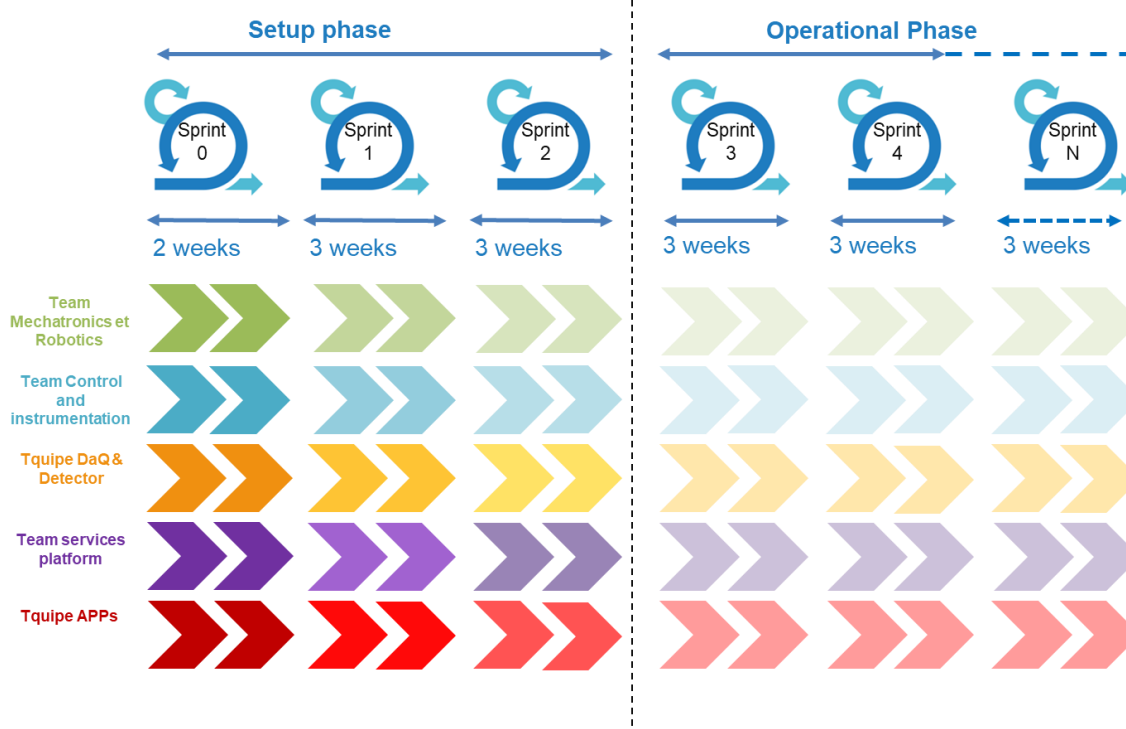 Setup phase
Operational Phase
Sprint
0
Sprint
1
Sprint
2
Sprint
3
Sprint
4
Sprint
N
2 weeks
3 weeks
3 weeks
3 weeks
3 weeks
3 weeks
Team
Mechatronics et
Robotics
Team Control
and
instrumentation
Tquipe DaQ &
Detector
Team services
platform
Tquipe APPs